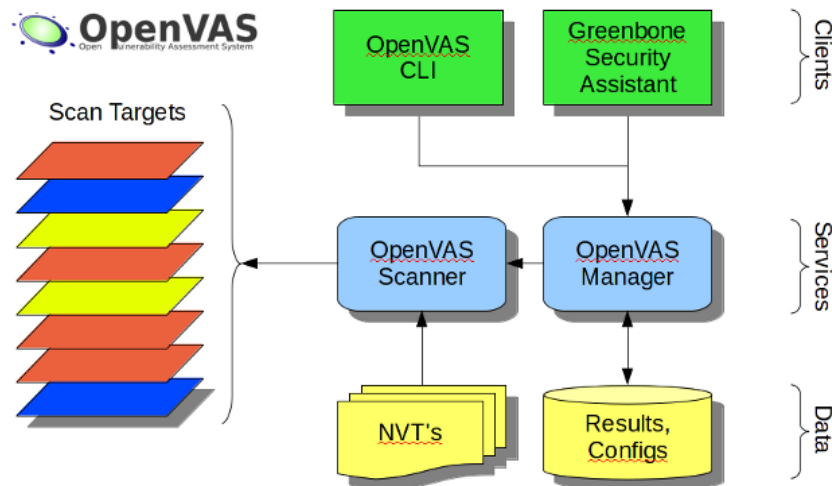 OpenVAS
Open Vulnerability Assessment System
OpenVAS
CLI
Greenbone
Security
Assistant
Clients
Scan Targets
OpenVAS
Scanner
OpenVAS
Manager
Services
NVT's
Results,
Configs
Data